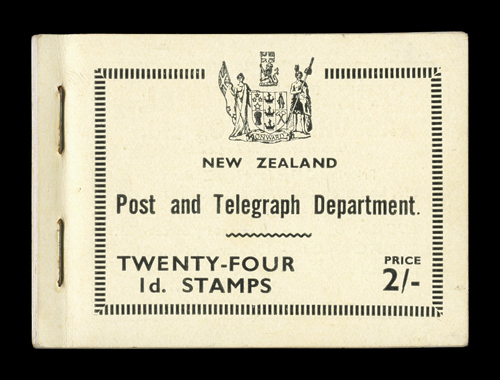 ONWARD
NEW ZEALAND
Post and Telegraph Department.
TWENTY-FOUR
1d. STAMPS
PRICE
2/-